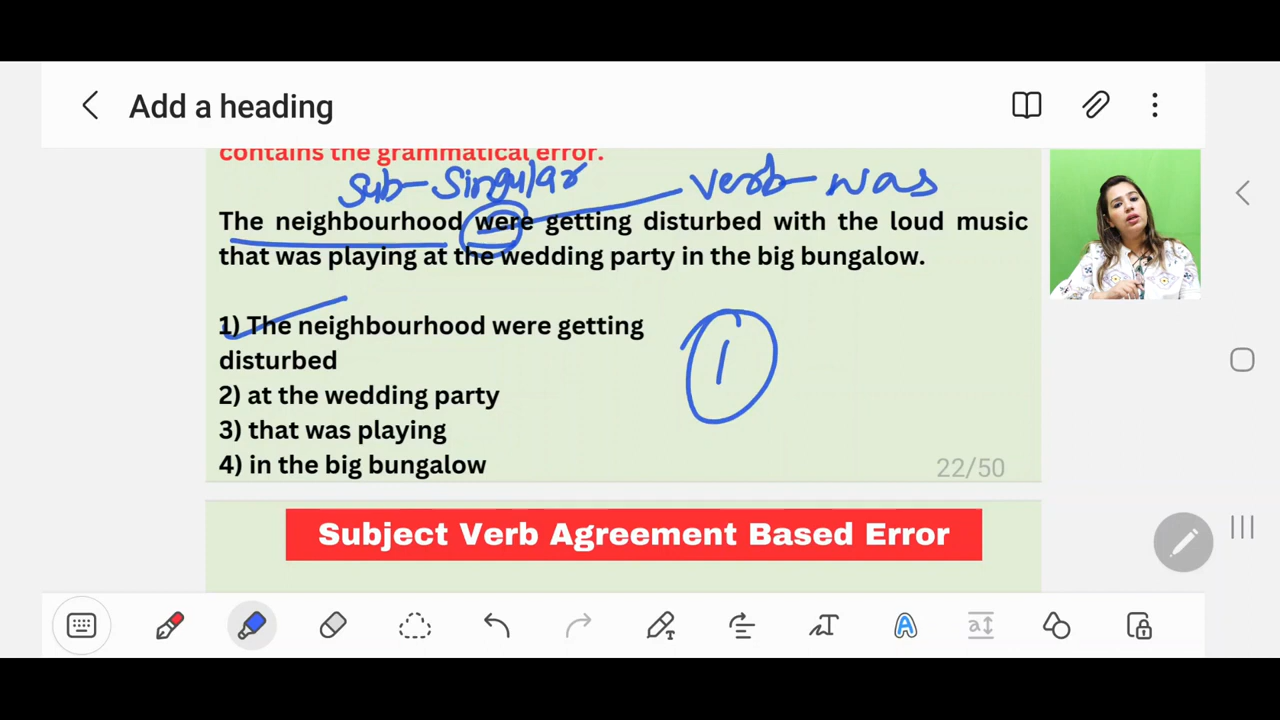 Add a heading
contains the grammatical error.
Sub- Singular verb- was
The neighbourhood were getting disturbed with the loud music
that was playing at the wedding party in the big bungalow.
1) The neighbourhood were getting
disturbed
2) at the wedding party
3) that was playing
4) in the big bungalow
1
22/50
Subject Verb Agreement Based Error